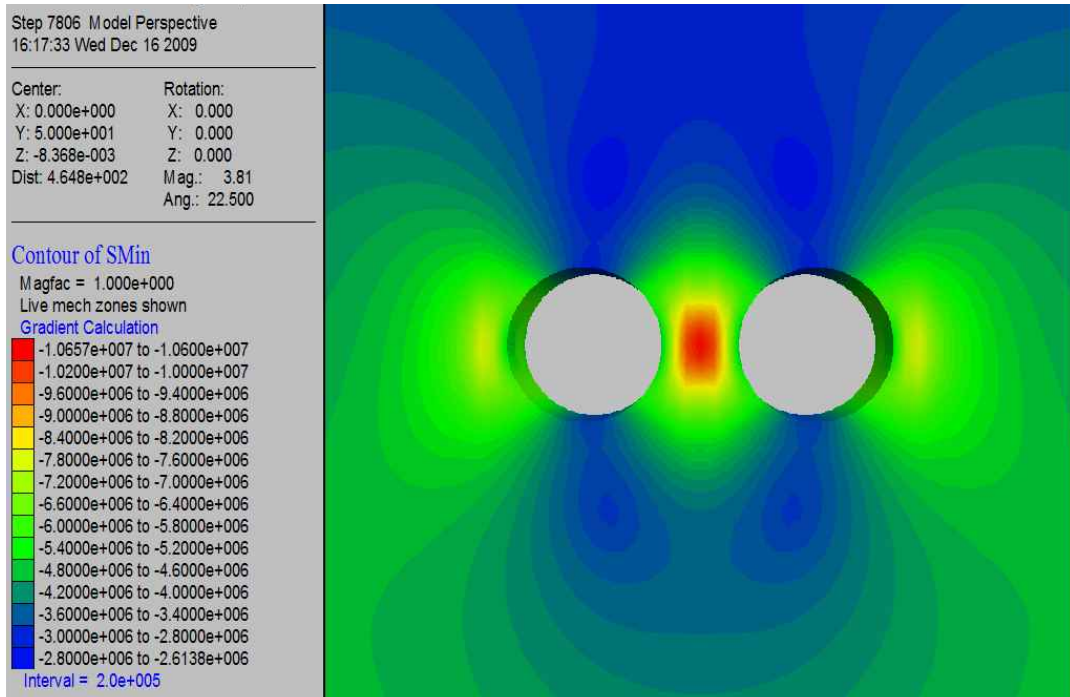 Step 7806 Model Perspective
16:17:33 Wed Dec 16 2009
Center: Rotation:
X: 0.000e+000 X: 0.000
Y: 5.000e+001 Y: 0.000
Z: -8.368e-003 Z: 0.000
Dist: 4.648e+002 Mag.: 3.81
Ang.: 22.500
Contour of SMin
Magfac = 1.000e+000
Live mech zones shown
Gradient Calculation
-1.0657e+007 to -1.0600e+007
-1.0200e+007 to -1.0000e+007
-9.6000e+006 to -9.4000e+006
-9.0000e+006 to -8.8000e+006
-8.4000e+006 to -8.2000e+006
-7.8000e+006 to -7.6000e+006
-7.2000e+006 to -7.0000e+006
-6.6000e+006 to -6.4000e+006
-6.0000e+006 to -5.8000e+006
-5.4000e+006 to -5.2000e+006
-4.8000e+006 to -4.6000e+006
-4.2000e+006 to -4.0000e+006
-3.6000e+006 to -3.4000e+006
-3.0000e+006 to -2.8000e+006
-2.8000e+006 to -2.6138e+006
Interval = 2.0e+005